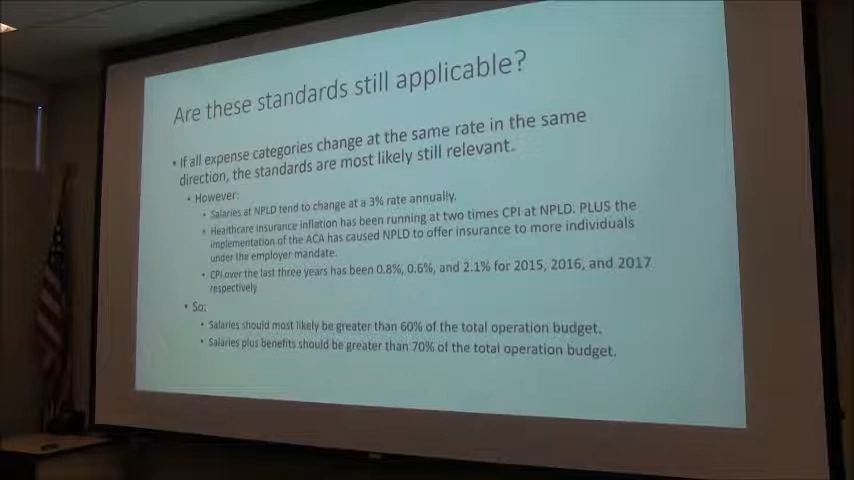 Are these standards still applicable?
• If all expense categories change at the same rate in the same
direction, the standards are most likely still relevant.
• However:
• Salaries at NPLD tend to change at a 3% rate annually.
• Healthcare insurance inflation has been running at two times CPI at NPLD. PLUS the
implementation of the ACA has caused NPLD to offer insurance to more individuals
under the employer mandate.
• CPI over the last three years has been 0.8%, 0.6%, and 2.1% for 2015, 2016, and 2017
respectively
• So:
• Salaries should most likely be greater than 60% of the total operation budget.
• Salaries plus benefits should be greater than 70% of the total operation budget.